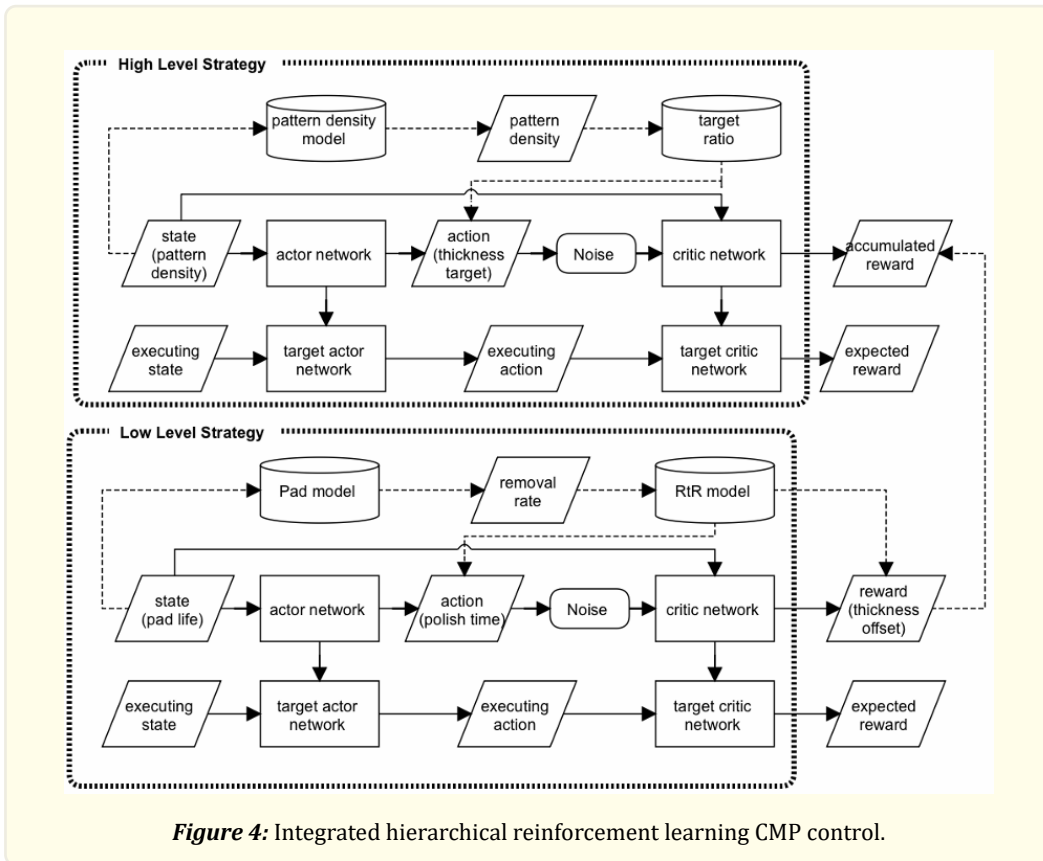 High Level Strategy
pattern density
model
pattern
density
target
ratio
state
(pattern
density)
actor network
action
(thickness
target)
Noise
critic network
accumulated
reward
executing
state
target actor
network
executing
action
target critic
network
expected
reward
Low Level Strategy
Pad model
removal
rate
RtR model
state
(pad life)
actor network
action
(polish time)
Noise
critic network
reward
(thickness
offset)
executing
state
target actor
network
executing
action
target critic
network
expected
reward
Figure 4: Integrated hierarchical reinforcement learning CMP control.